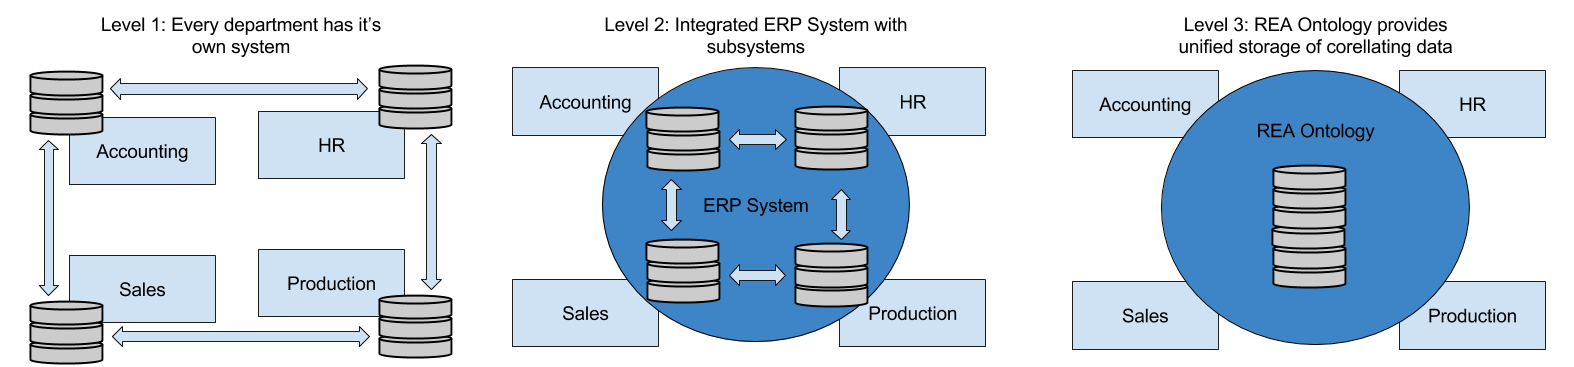 Level 1: Every department has it's
own system
Accounting
HR
Sales
Production
Level 2: Integrated ERP System with
subsystems
Accounting
HR
ERP System
Sales
Production
Level 3: REA Ontology provides
unified storage of corellating data
Accounting
HR
REA Ontology
Sales
Production